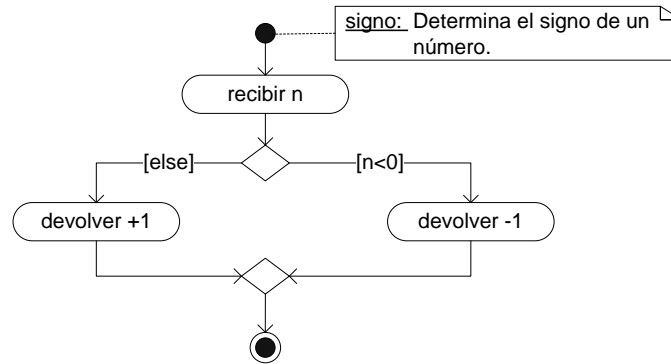 signo: Determina el signo de un
número.
recibir n
[else]
[n<0]
devolver +1
devolver -1